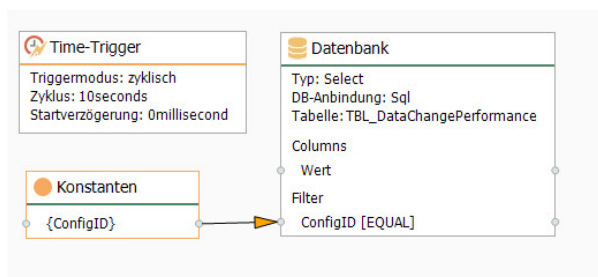 Time-Trigger
Triggermodus: zyklisch
Zyklus: 10seconds
Startverzögerung: 0millisecond
Datenbank
Typ: Select
DB-Anbindung: Sql
Tabelle: TBL_DataChangePerformance
Columns
Wert
Filter
ConfigID [EQUAL]
Konstanten
{ConfigID}